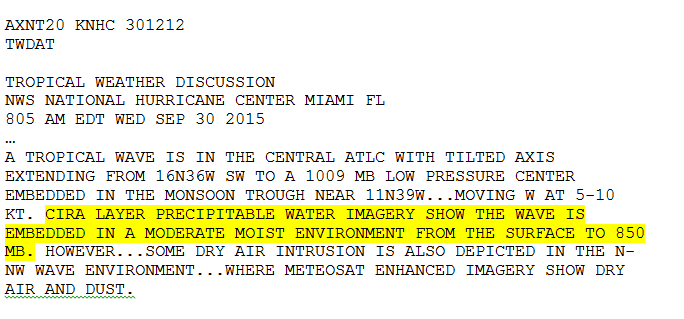 AXNT20 KNHC 301212
TWDAT
TROPICAL WEATHER DISCUSSION
NWS NATIONAL HURRICANE CENTER MIAMI FL
805 AM EDT WED SEP 30 2015
…
A TROPICAL WAVE IS IN THE CENTRAL ATLC WITH TILTED AXIS
EXTENDING FROM 16N36W SW TO A 1009 MB LOW PRESSURE CENTER
EMBEDDED IN THE MONSOON TROUGH NEAR 11N39W...MOVING W AT 5-10
KT. CIRA LAYER PRECIPITABLE WATER IMAGERY SHOW THE WAVE IS
EMBEDDED IN A MODERATE MOIST ENVIRONMENT FROM THE SURFACE TO 850
MB. HOWEVER...SOME DRY AIR INTRUSION IS ALSO DEPICTED IN THE N-
NW WAVE ENVIRONMENT...WHERE METEOSAT ENHANCED IMAGERY SHOW DRY
AIR AND DUST.